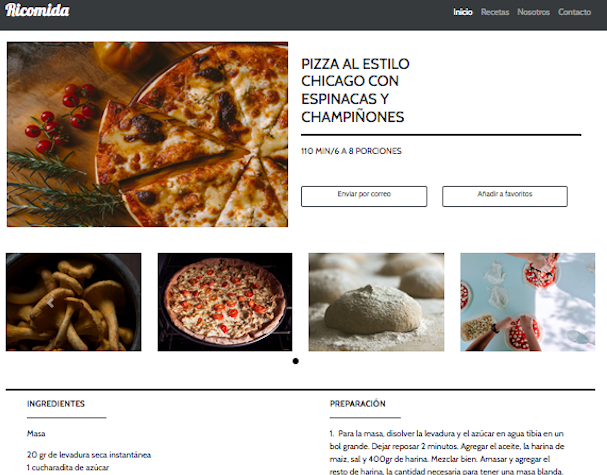 Ricomida
Inicio Recetas Nosotros Contacto
PIZZA AL ESTILO
CHICAGO CON
ESPINACAS Y
CHAMPIÑONES
110 MIN/6 A 8 PORCIONES
Enviar por correo
Añadir a favoritos
INGREDIENTES
Masa
20 gr de levadura seca instantánea
1 cucharadita de azúcar
PREPARACIÓN
1. Para la masa, disolver la levadura y el azúcar en agua tibia en un
bol grande. Dejar reposar 2 minutos. Agregar el aceite, la harina de
maíz, sal y 400gr de harina. Mezclar bien. Amasar y agregar el
resto de harina, la cantidad necesaria para tener una masa blanda.